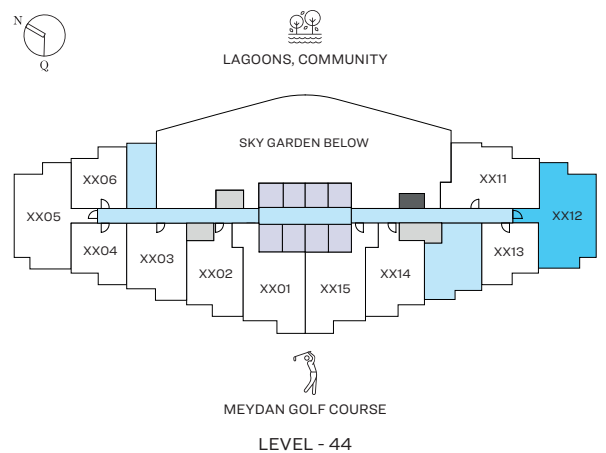 N
Q
LAGOONS, COMMUNITY
SKY GARDEN BELOW
XX06
XX11
XX05
XX12
XX04
XX03
XX02
XX01
XX15
XX14
XX13
MEYDAN GOLF COURSE
LEVEL - 44